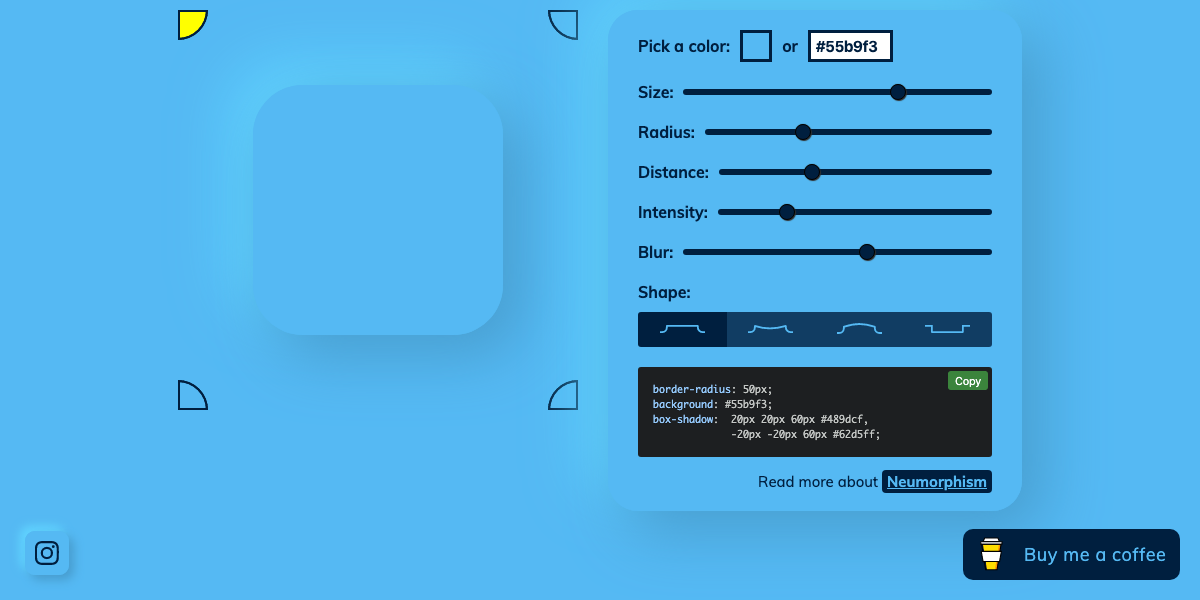 Pick a color: or #55b9f3
Size:
Radius:
Distance:
Intensity:
Blur:
Shape:
Copy
border-radius: 50px;
background: #55b9f3;
box-shadow: 20px 20px 60px #489dcf,
-20px -20px 60px #62d5ff;
Read more about Neumorphism
Buy me a coffee